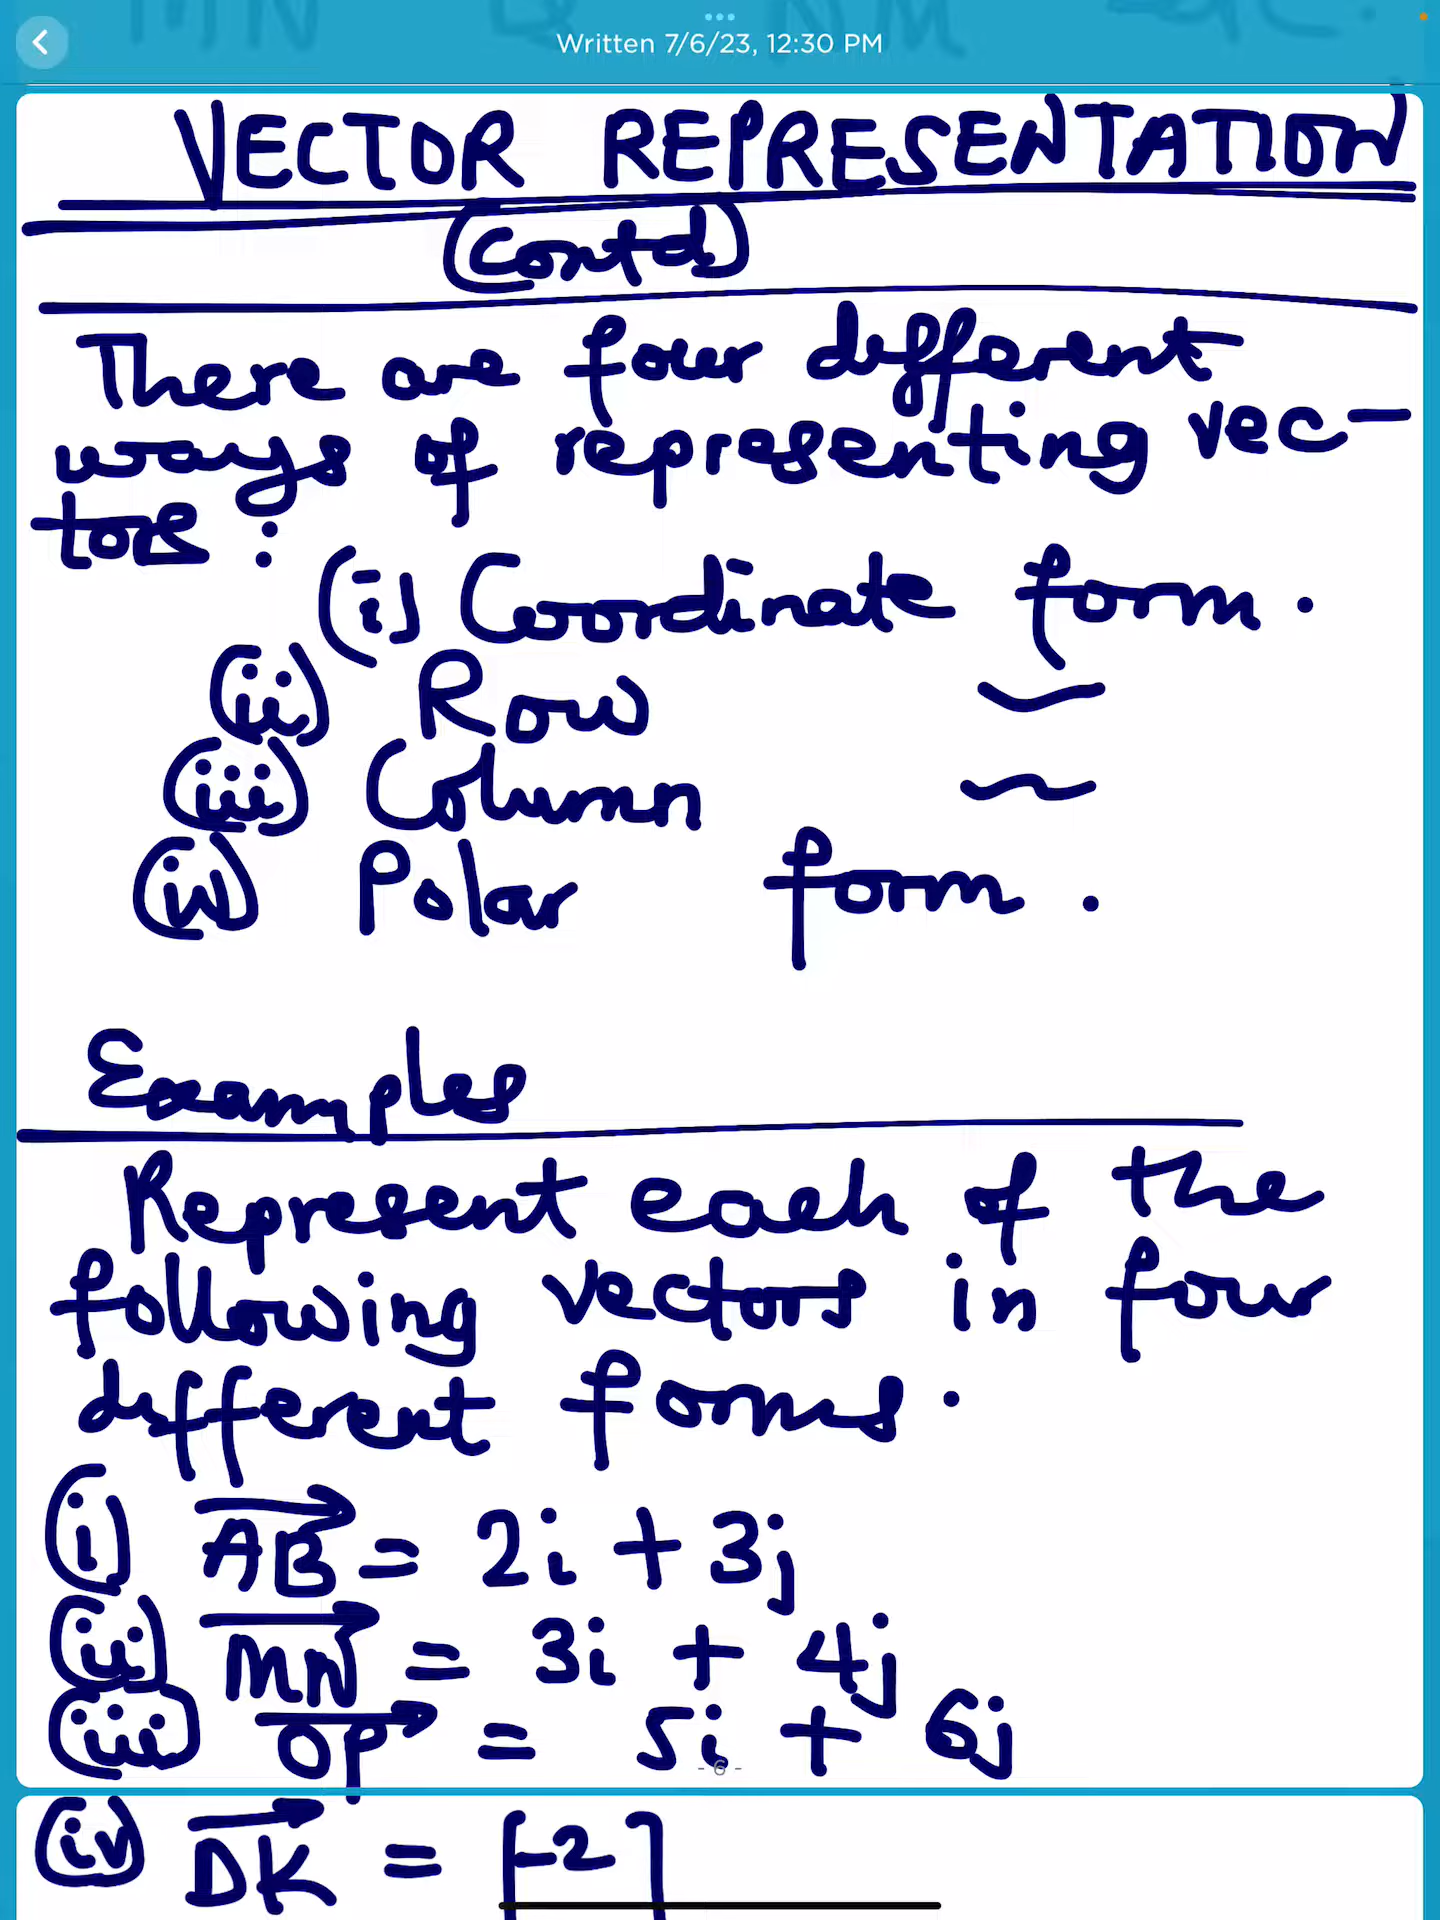 Written 7/6/23, 12:30 PM
VECTOR REPRESENTATION
(Contd)
There are four different
ways of representing vec-
tors :
(i) Coordinate form.
(ii) Row ~
(iii) Column ~
(iv) Polar form.
Examples
Represent each of the
following vectors in four
different forms.
(i) AB = 2i + 3j
(ii) MN = 3i + 4j
(iii) OP = 5i + 6j
- 6 -
(iv) DK = [-2]